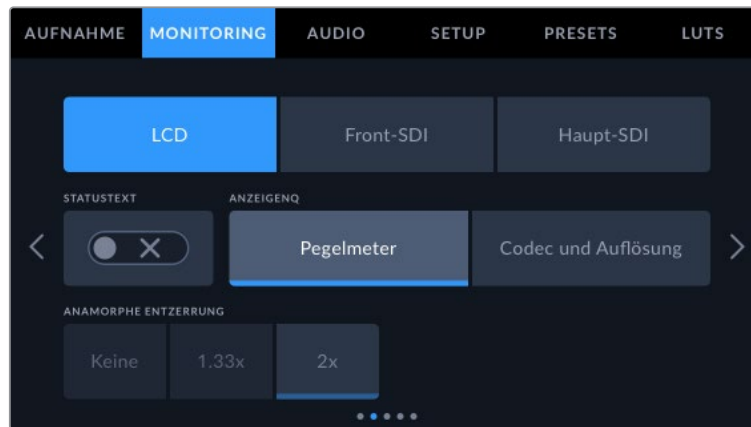 AUFNAHME MONITORING AUDIO SETUP PRESETS LUTS
LCD Front-SDI Haupt-SDI
STATUSTEXT ANZEIGENQ
Pegelmeter Codec und Auflösung
ANAMORPHE ENTZERRUNG
Keine 1.33x 2x